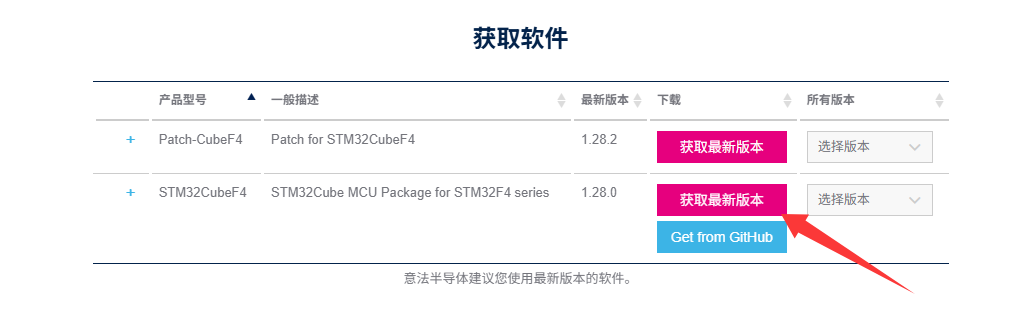 获取软件
产品型号 一般描述 最新版本 下载 所有版本
+ Patch-CubeF4 Patch for STM32CubeF4 1.28.2 获取最新版本 选择版本
+ STM32CubeF4 STM32Cube MCU Package for STM32F4 series 1.28.0 获取最新版本 选择版本
Get from GitHub
意法半导体建议您使用最新版本的软件。